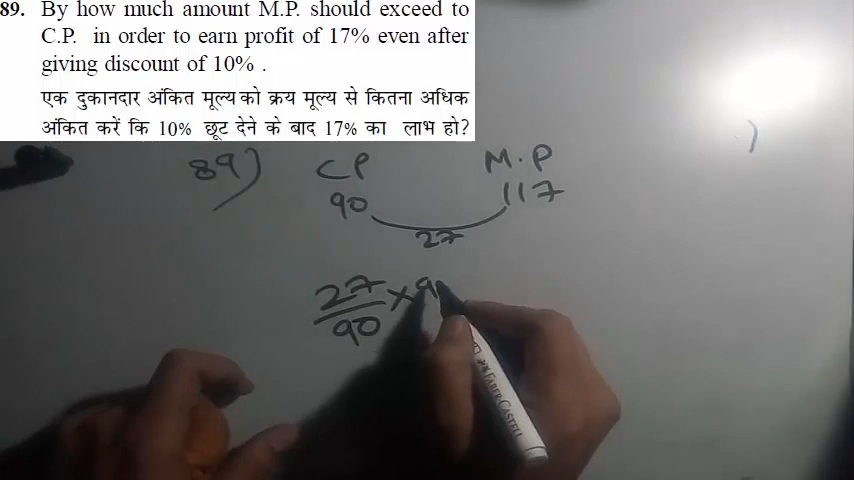 89. By how much amount M.P. should exceed to
C.P. in order to earn profit of 17% even after
giving discount of 10% .
एक दुकानदार अंकित मूल्य को क्रय मूल्य से कितना अधिक
अंकित करें कि 10% छूट देने के बाद 17% का लाभ हो?
89) CP M.P
90 117
27
27
90 ×
FABER-CASTELL